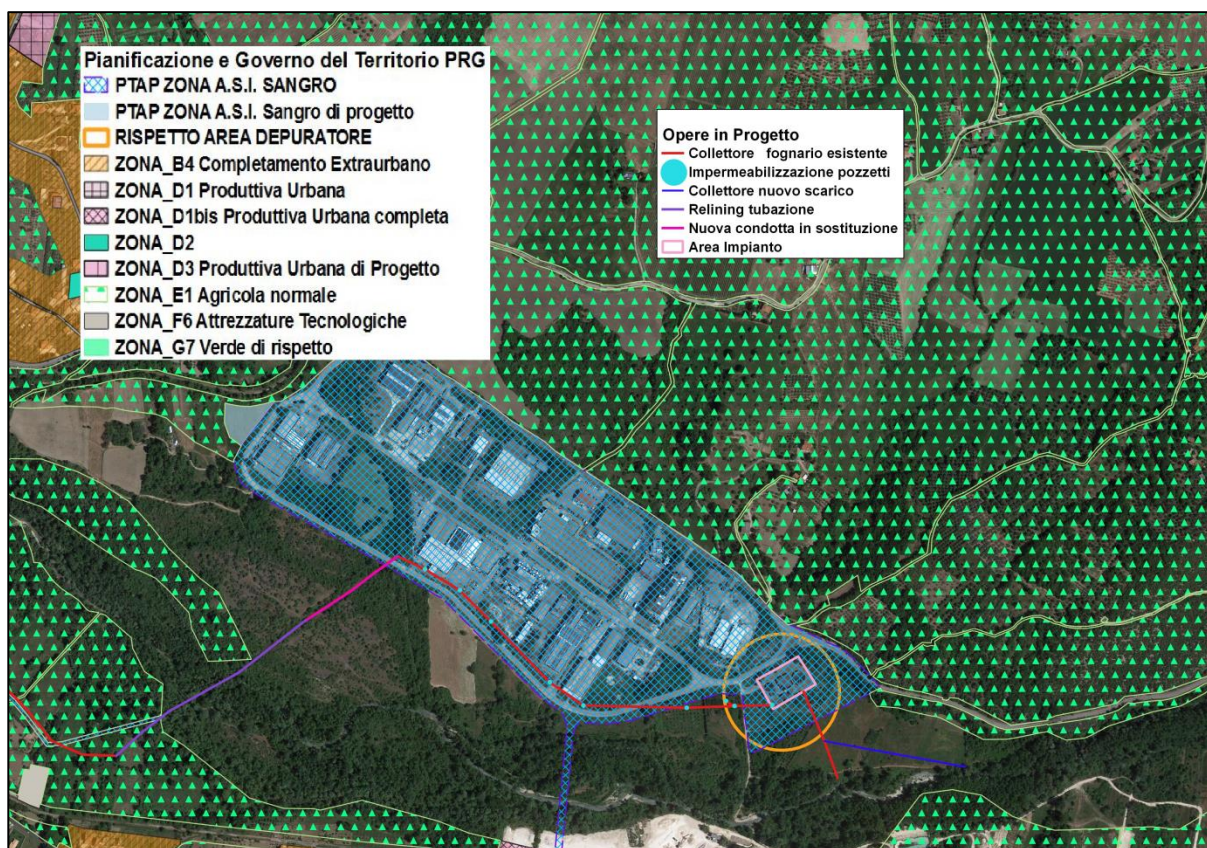 Pianificazione e Governo del Territorio PRG
PTAP ZONA A.S.I. SANGRO
PTAP ZONA A.S.I. Sangro di progetto
RISPETTO AREA DEPURATORE
ZONA_B4 Completamento Extraurbano
ZONA_D1 Produttiva Urbana
ZONA_D1bis Produttiva Urbana completa
ZONA_D2
ZONA_D3 Produttiva Urbana di Progetto
ZONA_E1 Agricola normale
ZONA_F6 Attrezzature Tecnologiche
ZONA_G7 Verde di rispetto
Opere in Progetto
Collettore fognario esistente
Impermeabilizzazione pozzetti
Collettore nuovo scarico
Relining tubazione
Nuova condotta in sostituzione
Area Impianto